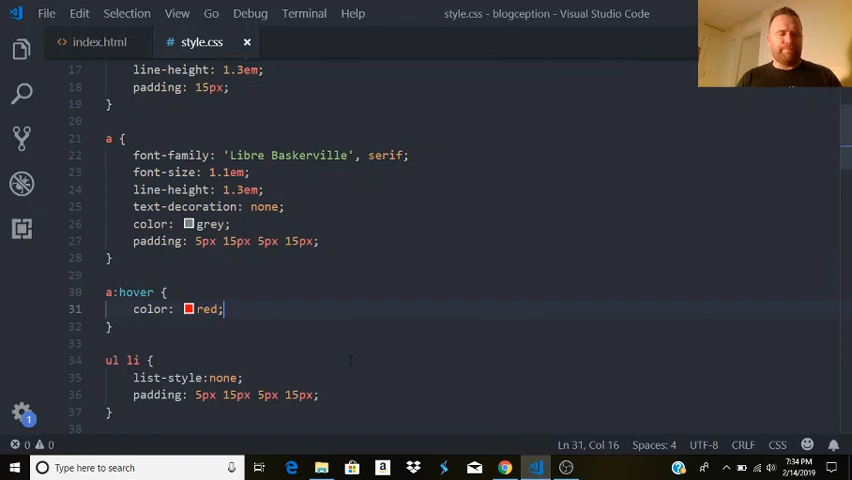 File Edit Selection View Go Debug Terminal Help style.css - blogception - Visual Studio Code
<> index.html # style.css ×
17 line-height: 1.3em;
18 padding: 15px;
19 }
20
21 a {
22 font-family: 'Libre Baskerville', serif;
23 font-size: 1.1em;
24 line-height: 1.3em;
25 text-decoration: none;
26 color: grey;
27 padding: 5px 15px 5px 15px;
28 }
29
30 a:hover {
31 color: red;
32 }
33
34 ul li {
35 list-style:none;
36 padding: 5px 15px 5px 15px;
37 }
38
1
0 0 Ln 31, Col 16 Spaces: 4 UTF-8 CRLF CSS
Type here to search
7:34 PM
2/14/2019